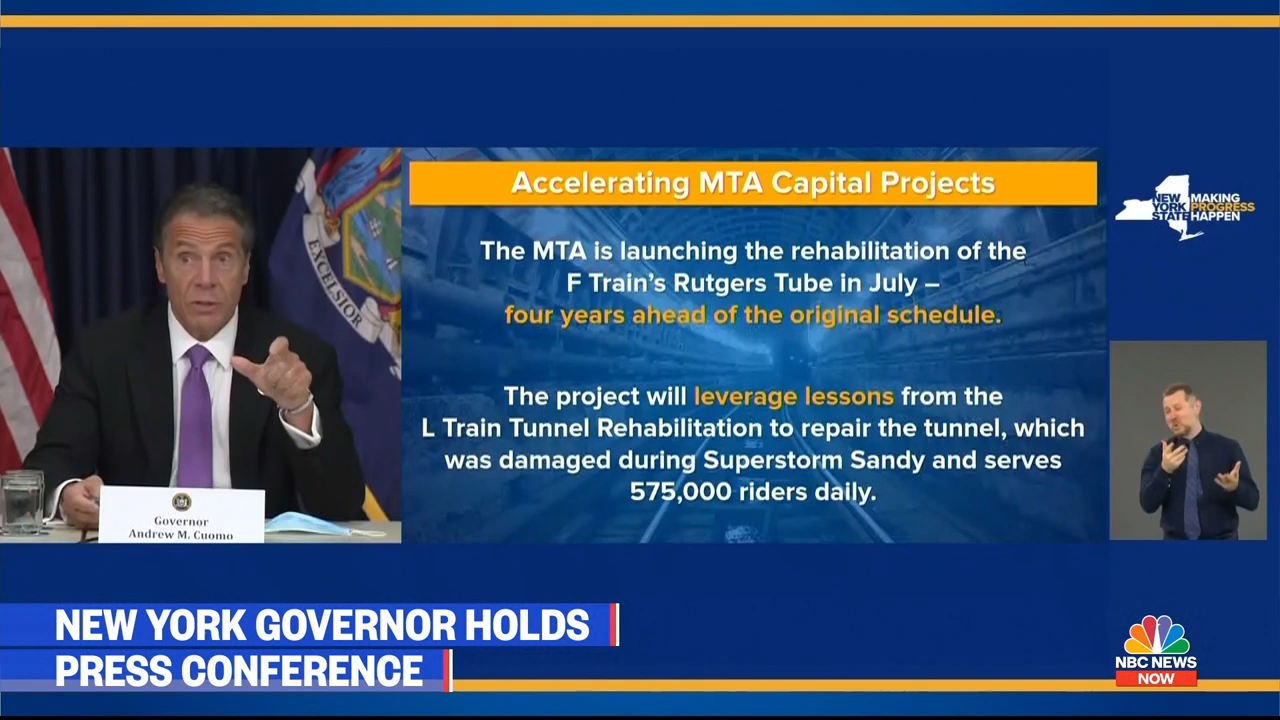 Accelerating MTA Capital Projects
The MTA is launching the rehabilitation of the
F Train's Rutgers Tube in July –
four years ahead of the original schedule.
The project will leverage lessons from the
L Train Tunnel Rehabilitation to repair the tunnel, which
was damaged during Superstorm Sandy and serves
575,000 riders daily.
EXCELSIOR
Governor
Andrew M. Cuomo
NEW
YORK
STATE
MAKING
PROGRESS
HAPPEN
NEW YORK GOVERNOR HOLDS
PRESS CONFERENCE
NBC NEWS
NOW